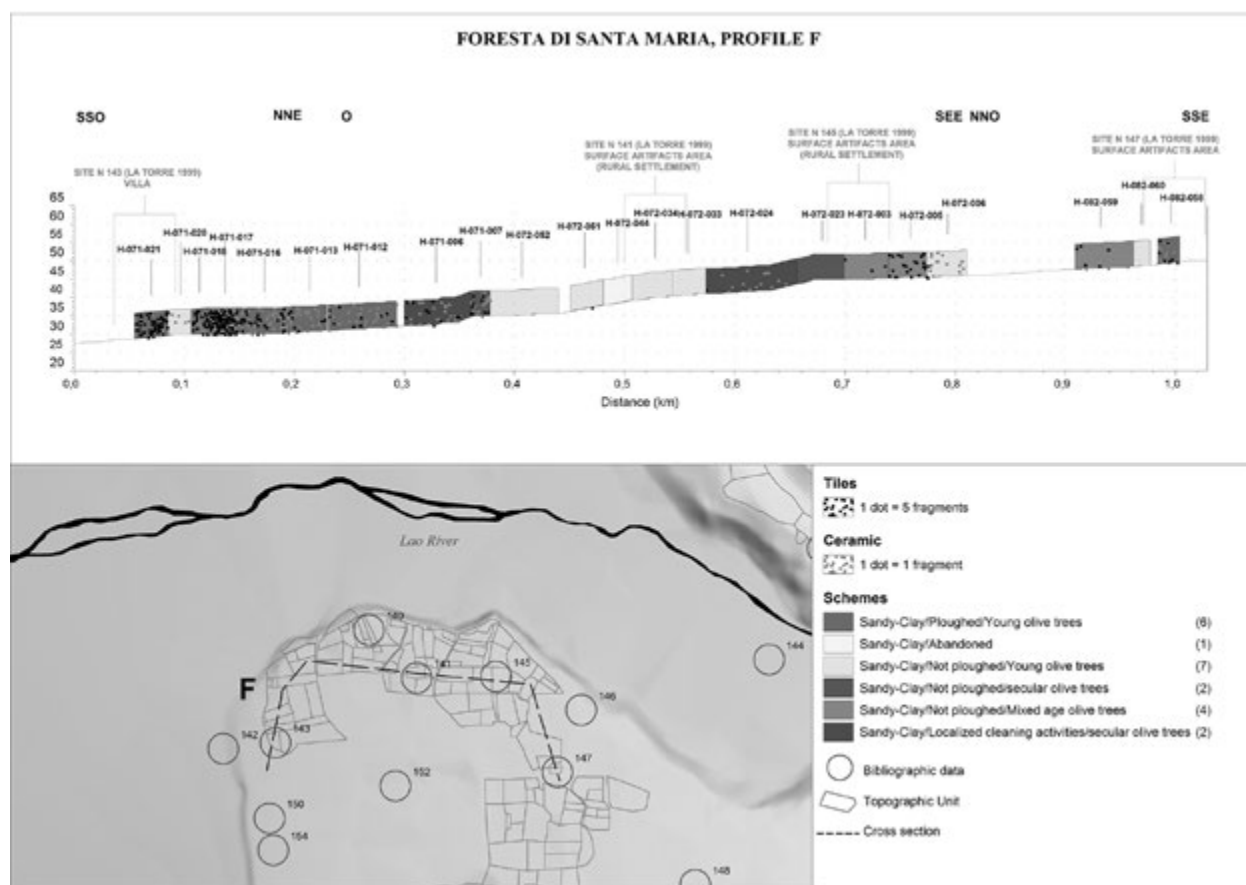 FORESTA DI SANTA MARIA, PROFILE F
SSO
NNE
O
SEE
NNO
SSE
SITE N 143 (LA TORRE 1999)
VILLA
SITE N 141 (LA TORRE 1999)
SURFACE ARTIFACTS AREA
(RURAL SETTLEMENT)
SITE N 145 (LA TORRE 1999)
SURFACE ARTIFACTS AREA
(RURAL SETTLEMENT)
SITE N 147 (LA TORRE 1999)
SURFACE ARTIFACTS AREA
H-071-021
H-071-020
H-071-018
H-071-017
H-071-016
H-071-013
H-071-012
H-071-006
H-071-007
H-072-052
H-072-051
H-072-044
H-072-034
H-072-033
H-072-024
H-072-023
H-072-003
H-072-005
H-072-006
H-082-059
H-082-060
H-082-058
65
60
55
50
45
40
35
30
25
20
0,0
0,1
0,2
0,3
0,4
0,5
0,6
0,7
0,8
0,9
1,0
Distance (km)
Lao River
F
140
141
145
144
146
142
143
147
152
150
154
148
Tiles
1 dot = 5 fragments
Ceramic
1 dot = 1 fragment
Schemes
Sandy-Clay/Ploughed/Young olive trees (6)
Sandy-Clay/Abandoned (1)
Sandy-Clay/Not ploughed/Young olive trees (7)
Sandy-Clay/Not ploughed/secular olive trees (2)
Sandy-Clay/Not ploughed/Mixed age olive trees (4)
Sandy-Clay/Localized cleaning activities/secular olive trees (2)
Bibliographic data
Topographic Unit
Cross section